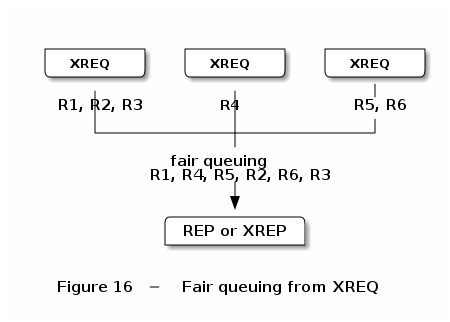 XREQ XREQ XREQ
R1, R2, R3 R4 R5, R6
fair queuing
R1, R4, R5, R2, R6, R3
REP or XREP
Figure 16 – Fair queuing from XREQ